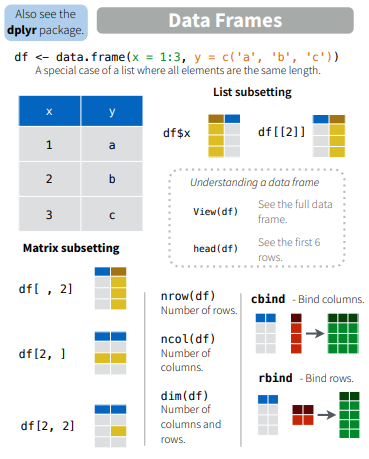 Also see the
dplyr package.
Data Frames
df <- data.frame(x = 1:3, y = c('a', 'b', 'c'))
A special case of a list where all elements are the same length.
x y
1 a
2 b
3 c
List subsetting
df$x df[[2]]
Understanding a data frame
View(df) See the full data
frame.
head(df) See the first 6
rows.
Matrix subsetting
df[ , 2]
df[2, ]
df[2, 2]
nrow(df)
Number of rows.
ncol(df)
Number of
columns.
dim(df)
Number of
columns and
rows.
cbind - Bind columns.
rbind - Bind rows.